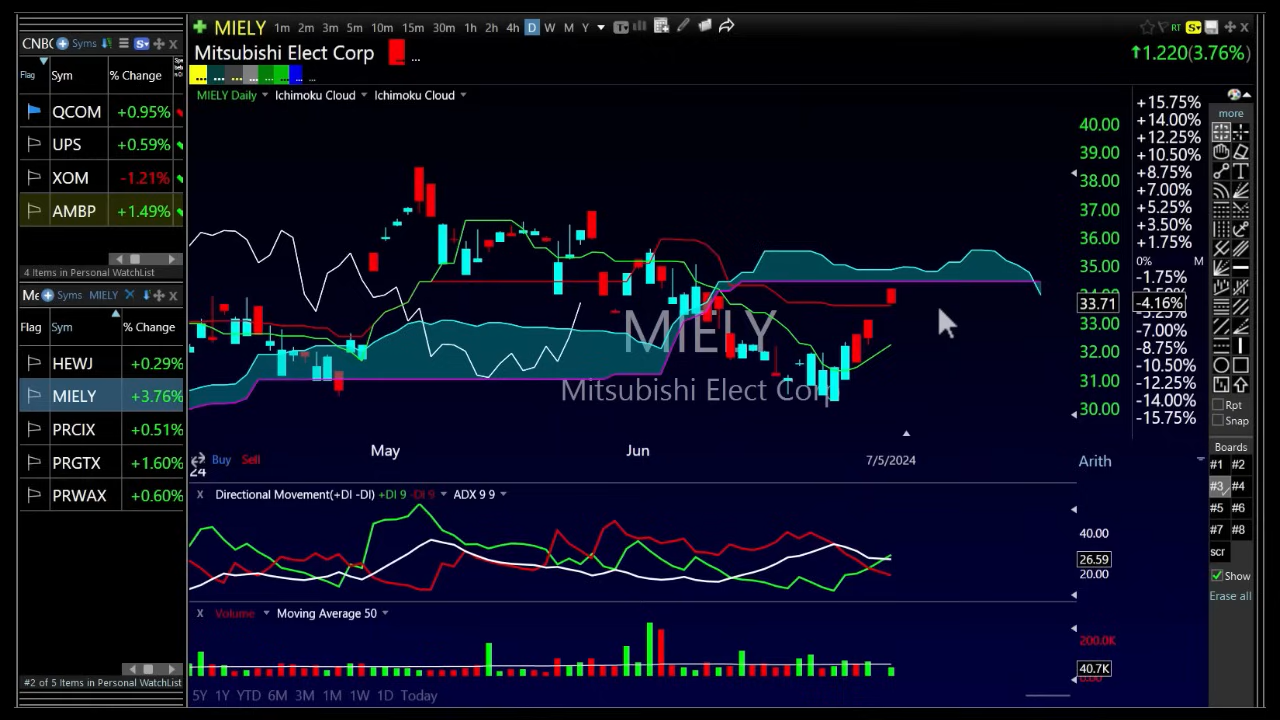 CNBC Syms
MIELY 1m 2m 3m 5m 10m 15m 30m 1h 2h 4h D W M Y
RT
Mitsubishi Elect Corp ...
1.220(3.76%)
Flag Sym % Change
QCOM +0.95%
UPS +0.59%
XOM -1.21%
AMBP +1.49%
4 Items in Personal WatchList
Me Syms MIELY
Flag Sym % Change
HEWJ +0.29%
MIELY +3.76%
PRCIX +0.51%
PRGTX +1.60%
PRWAX +0.60%
#2 of 5 Items in Personal WatchList
MIELY Daily Ichimoku Cloud Ichimoku Cloud
40.00
39.00
38.00
37.00
36.00
35.00
33.71
33.00
32.00
31.00
30.00
+15.75%
+14.00%
+12.25%
+10.50%
+8.75%
+7.00%
+5.25%
+3.50%
+1.75%
0% M
-1.75%
-4.16%
-7.00%
-8.75%
-10.50%
-12.25%
-14.00%
-15.75%
MIELY
Mitsubishi Elect Corp
May Jun
Buy Sell
24
7/5/2024
Arith
X Directional Movement(+DI -DI) +DI 9 -DI 9 ADX 9 9
40.00
26.59
20.00
X Volume Moving Average 50
200.0K
40.7K
5Y 1Y YTD 6M 3M 1M 1W 1D Today
more
Rpt
Snap
Boards
#1 #2
#3 #4
#5 #6
#7 #8
scr
Show
Erase all